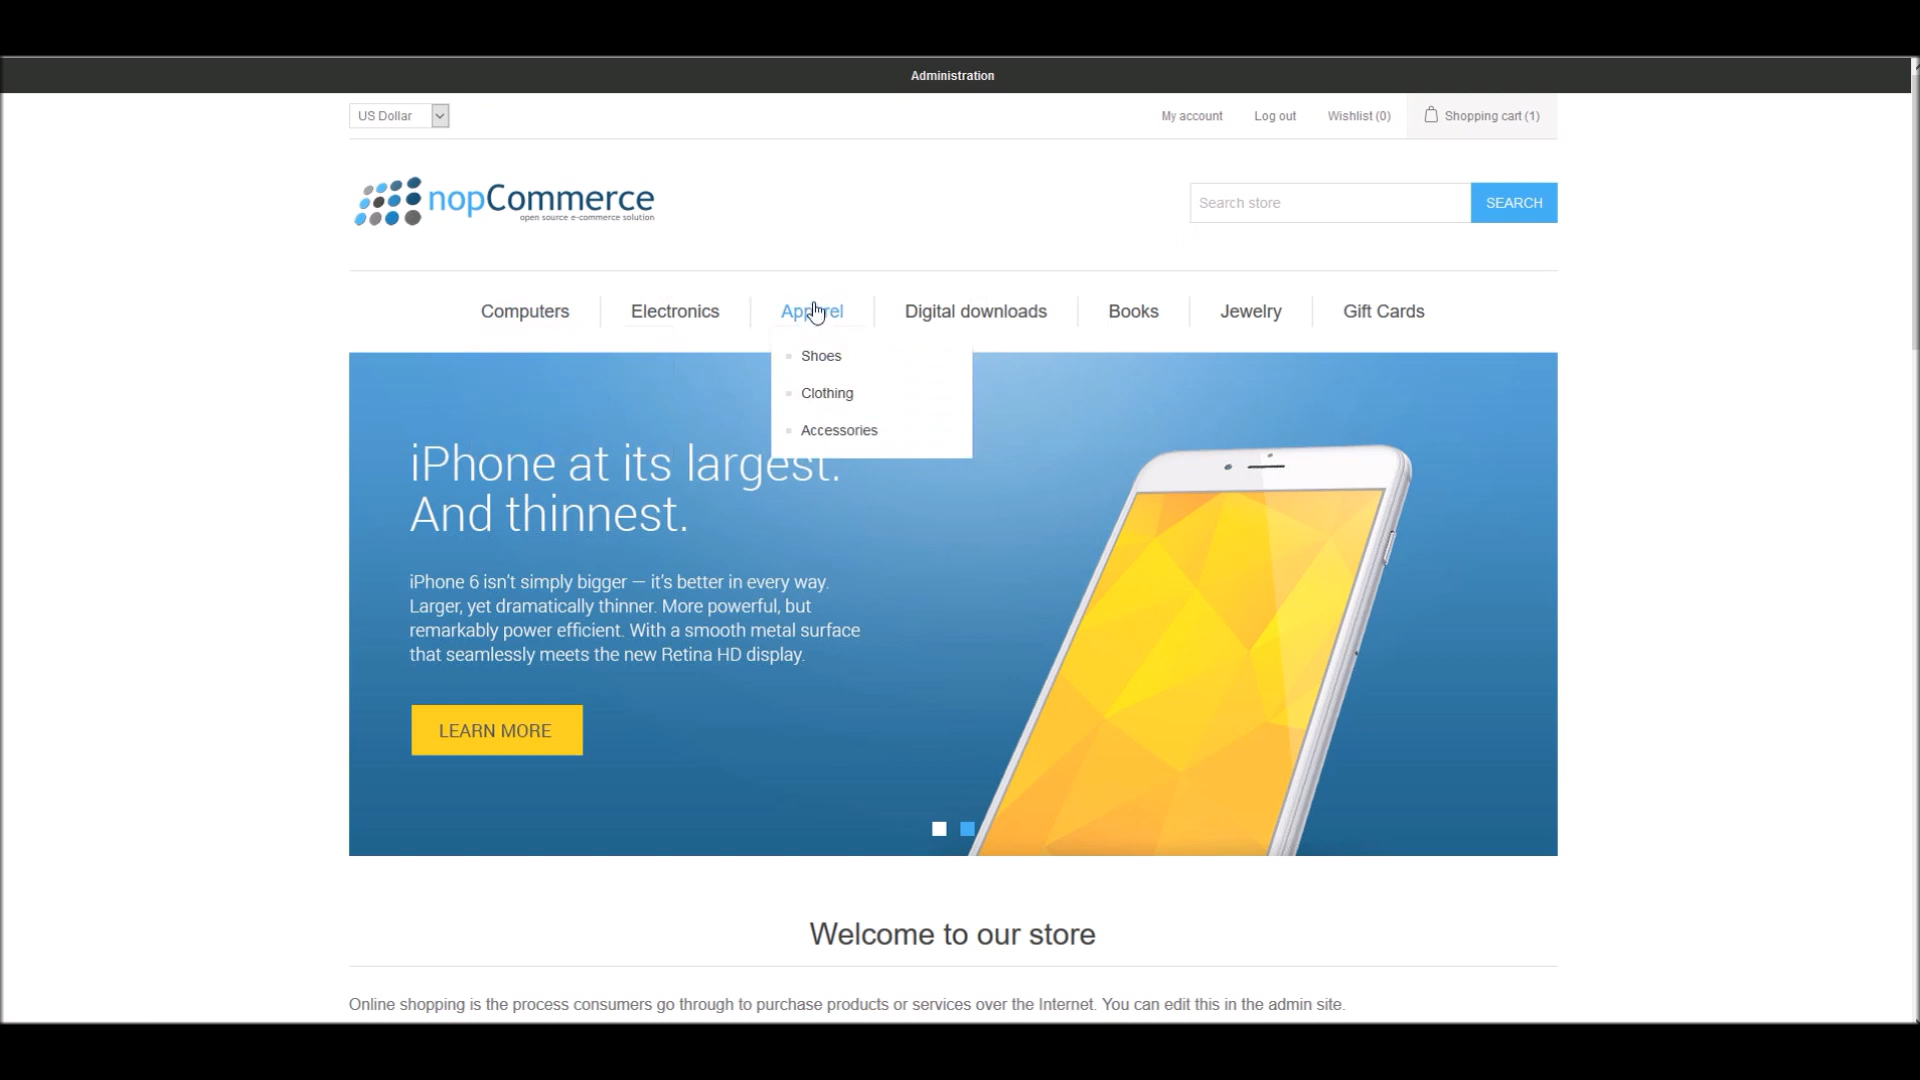 Administration
US Dollar
My account
Log out
Wishlist (0)
Shopping cart (1)
nopCommerce
open source e-commerce solution
Search store
SEARCH
Computers
Electronics
Apparel
Digital downloads
Books
Jewelry
Gift Cards
Shoes
Clothing
Accessories
iPhone at its largest.
And thinnest.
iPhone 6 isn't simply bigger — it's better in every way.
Larger, yet dramatically thinner. More powerful, but
remarkably power efficient. With a smooth metal surface
that seamlessly meets the new Retina HD display.
LEARN MORE
Welcome to our store
Online shopping is the process consumers go through to purchase products or services over the Internet. You can edit this in the admin site.